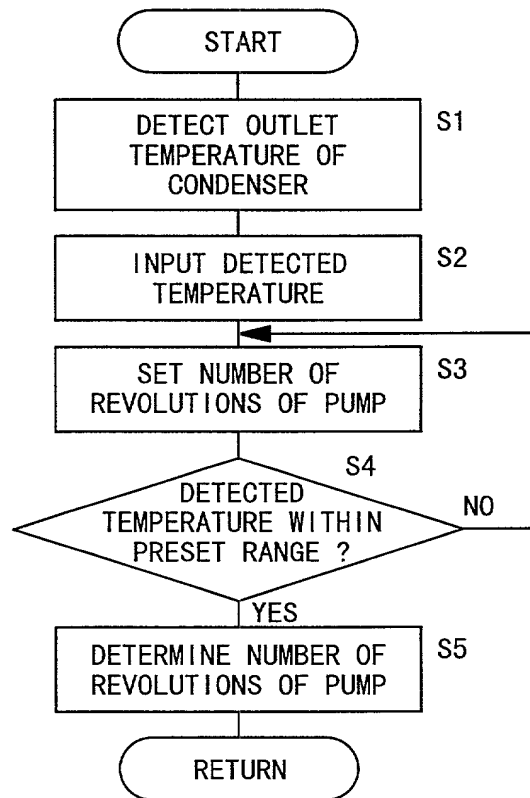 START
DETECT OUTLET
TEMPERATURE OF
CONDENSER
S1
INPUT DETECTED
TEMPERATURE
S2
SET NUMBER OF
REVOLUTIONS OF PUMP
S3
S4
DETECTED
TEMPERATURE WITHIN
PRESET RANGE ?
NO
YES
DETERMINE NUMBER OF
REVOLUTIONS OF PUMP
S5
RETURN